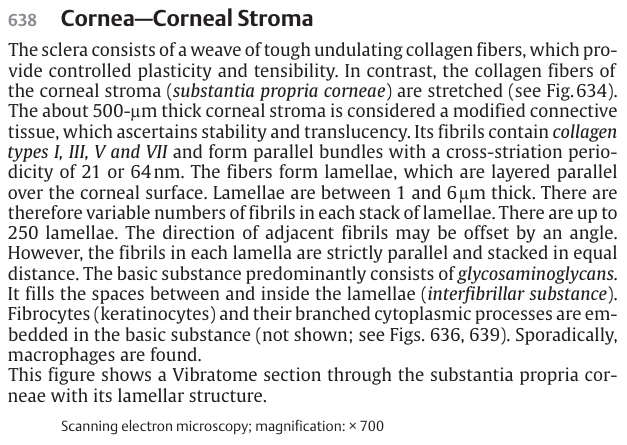 638 Cornea—Corneal Stroma
The sclera consists of a weave of tough undulating collagen fibers, which pro-
vide controlled plasticity and tensibility. In contrast, the collagen fibers of
the corneal stroma (substantia propria corneae) are stretched (see Fig. 634).
The about 500-µm thick corneal stroma is considered a modified connective
tissue, which ascertains stability and translucency. Its fibrils contain collagen
types I, III, V and VII and form parallel bundles with a cross-striation perio-
dicity of 21 or 64 nm. The fibers form lamellae, which are layered parallel
over the corneal surface. Lamellae are between 1 and 6 µm thick. There are
therefore variable numbers of fibrils in each stack of lamellae. There are up to
250 lamellae. The direction of adjacent fibrils may be offset by an angle.
However, the fibrils in each lamella are strictly parallel and stacked in equal
distance. The basic substance predominantly consists of glycosaminoglycans.
It fills the spaces between and inside the lamellae (interfibrillar substance).
Fibrocytes (keratinocytes) and their branched cytoplasmic processes are em-
bedded in the basic substance (not shown; see Figs. 636, 639). Sporadically,
macrophages are found.
This figure shows a Vibratome section through the substantia propria cor-
neae with its lamellar structure.
Scanning electron microscopy; magnification: × 700